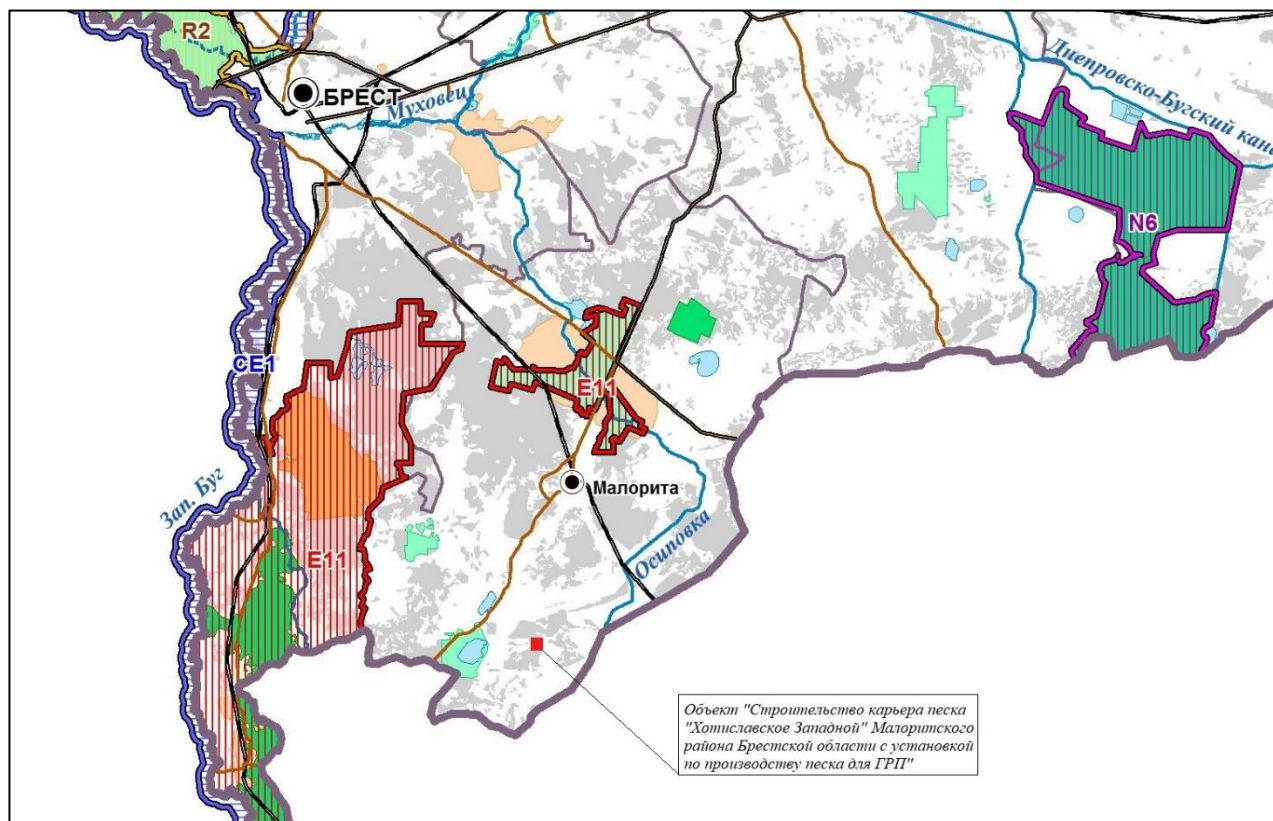 R2
БРЕСТ
Муховец
Днепровско-Бугский кана
N6
CE1
E11
Зап. Буг
E11
Малорита
Осиповка
Объект "Строительство карьера песка
"Хотиславское Западной" Малоритского
района Брестской области с установкой
по производству песка для ГРП"